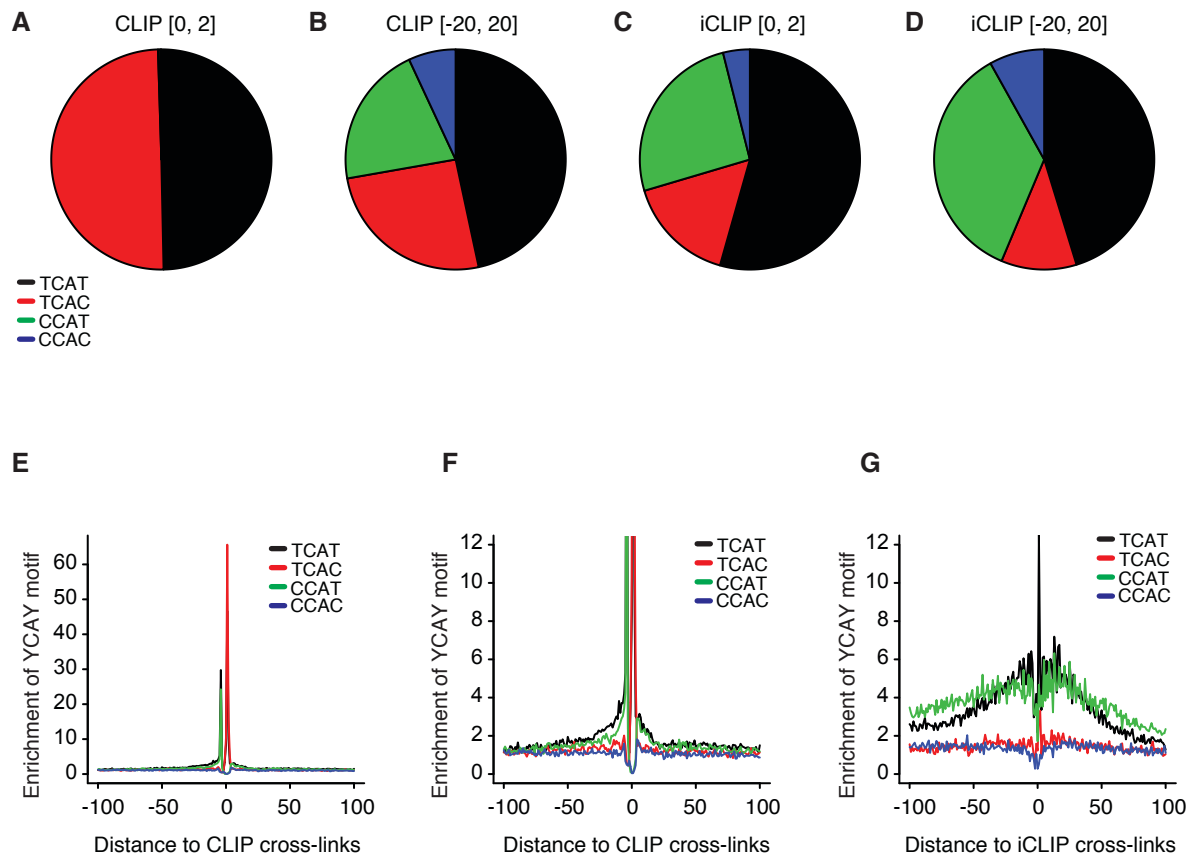 A CLIP [0, 2]
B CLIP [-20, 20]
C iCLIP [0, 2]
D iCLIP [-20, 20]
TCAT
TCAC
CCAT
CCAC
E
Enrichment of YCAY motif
60
50
40
30
20
10
0
TCAT
TCAC
CCAT
CCAC
-100 -50 0 50 100
Distance to CLIP cross-links
F
Enrichment of YCAY motif
12
10
8
6
4
2
0
TCAT
TCAC
CCAT
CCAC
-100 -50 0 50 100
Distance to CLIP cross-links
G
Enrichment of YCAY motif
12
10
8
6
4
2
0
TCAT
TCAC
CCAT
CCAC
-100 -50 0 50 100
Distance to iCLIP cross-links